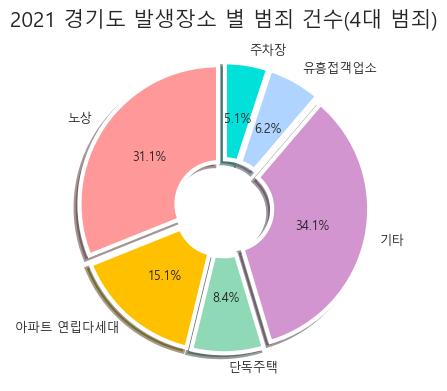 2021 경기도 발생장소 별 범죄 건수(4대 범죄)
주차장
유흥접객업소
노상
5.1%
6.2%
31.1%
34.1%
기타
15.1%
8.4%
아파트 연립다세대
단독주택